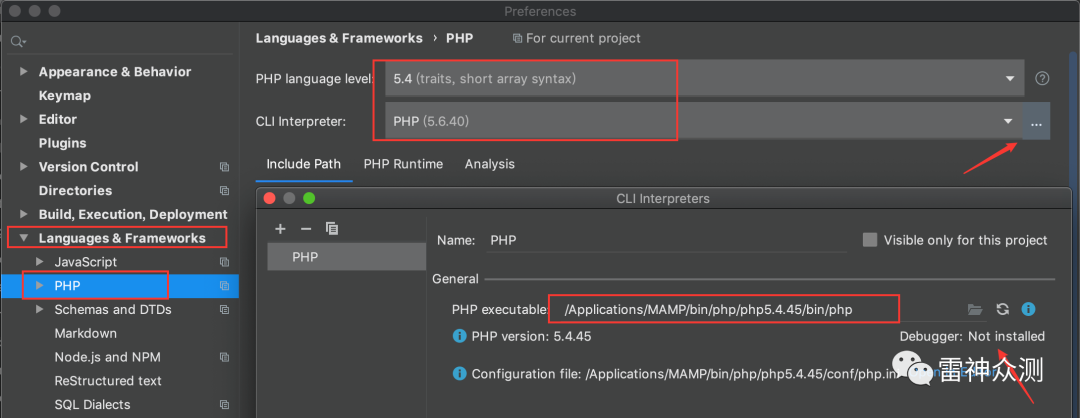 Preferences
Languages & Frameworks › PHP
For current project
Appearance & Behavior
Keymap
Editor
Plugins
Version Control
Directories
Build, Execution, Deployment
Languages & Frameworks
JavaScript
PHP
Schemas and DTDs
Markdown
Node.js and NPM
ReStructured text
SQL Dialects
PHP language level:
5.4 (traits, short array syntax)
CLI Interpreter:
PHP (5.6.40)
...
Include Path
PHP Runtime
Analysis
CLI Interpreters
PHP
Name:
PHP
Visible only for this project
General
PHP executable:
/Applications/MAMP/bin/php/php5.4.45/bin/php
PHP version: 5.4.45
Debugger: Not installed
Configuration file: /Applications/MAMP/bin/php/php5.4.45/conf/php.in
雷神众测